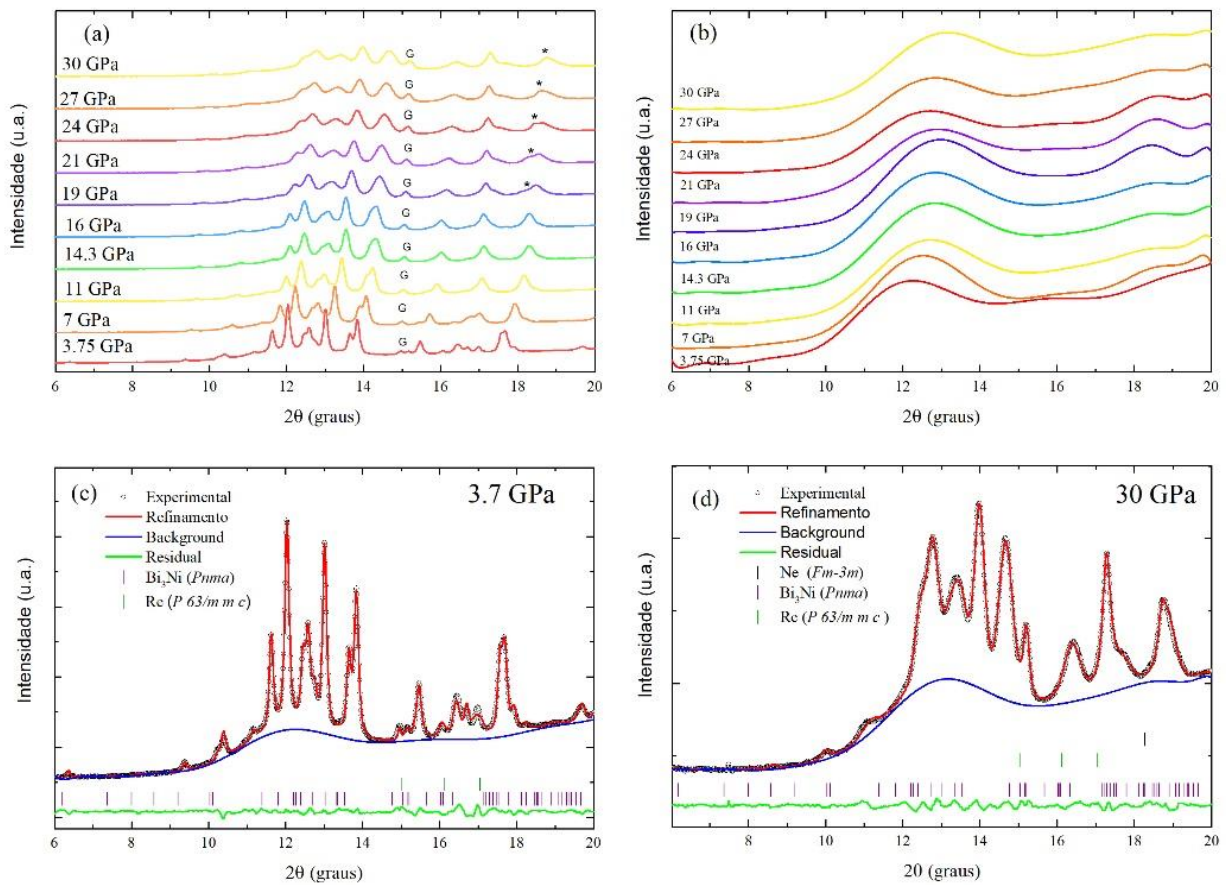 (a)
30 GPa
27 GPa
24 GPa
21 GPa
19 GPa
16 GPa
14.3 GPa
11 GPa
7 GPa
3.75 GPa
G *
G *
G *
G *
G *
G
G
G
G
G
Intensidade (u.a.)
6 8 10 12 14 16 18 20
2θ (graus)
(b)
30 GPa
27 GPa
24 GPa
21 GPa
19 GPa
16 GPa
14.3 GPa
11 GPa
7 GPa
3.75 GPa
Intensidade (u.a.)
6 8 10 12 14 16 18 20
2θ (graus)
(c)
3.7 GPa
Experimental
Refinamento
Background
Residual
Bi₃Ni (Pnma)
Re (P 63/m m c )
Intensidade (u.a.)
6 8 10 12 14 16 18 20
2θ (graus)
(d)
30 GPa
Experimental
Refinamento
Background
Residual
Ne (Fm-3m)
Bi₃Ni (Pnma)
Re (P 63/m m c )
Intensidade (u.a.)
6 8 10 12 14 16 18 20
2θ (graus)